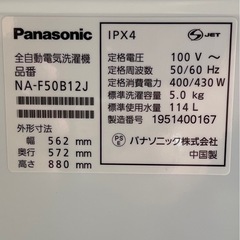 Panasonic
全自動電気洗濯機
品番
NA-F50B12J
外形寸法
幅 562 mm
奥行 572 mm
高さ 880 mm
IPX4
JET
定格電圧 100 V~
定格周波数 50/60 Hz
定格消費電力 400/430 W
標準洗濯容量 5.0 kg
標準使用水量 114 L
製造番号 1951400167
パナソニック株式会社
中国製